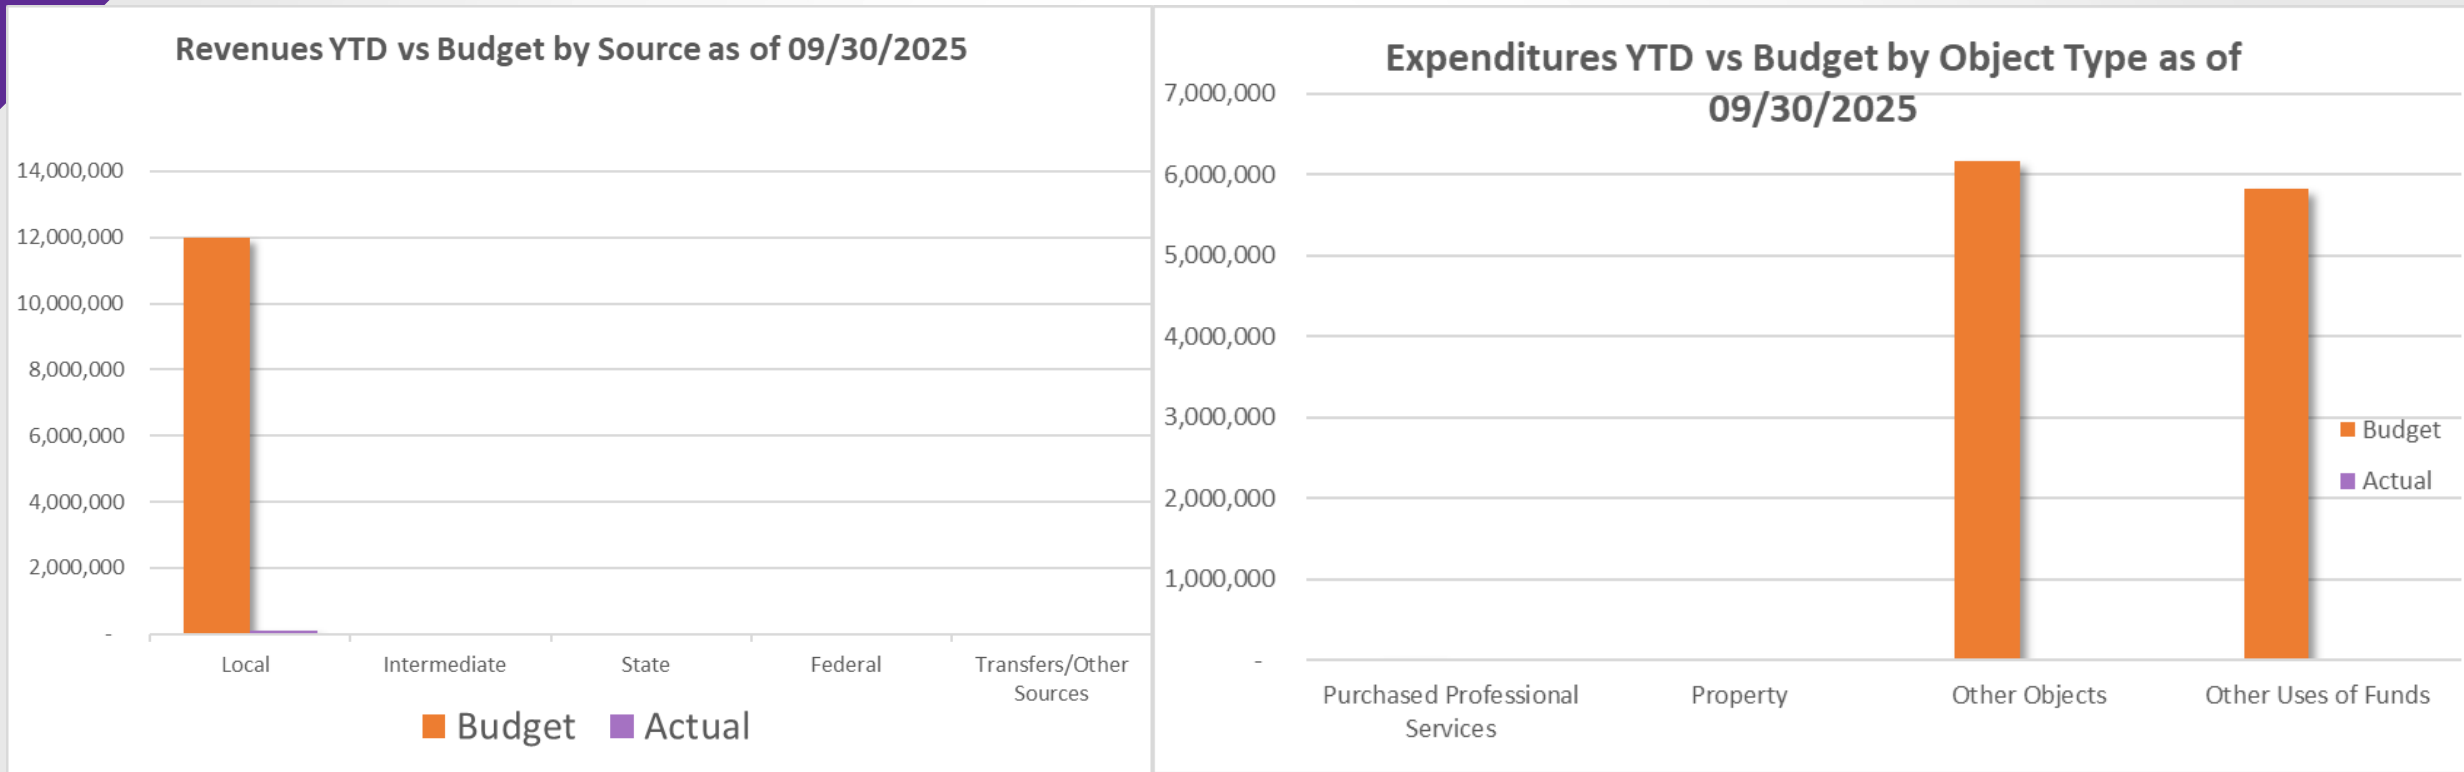 Revenues YTD vs Budget by Source as of 09/30/2025
14,000,000
12,000,000
10,000,000
8,000,000
6,000,000
4,000,000
2,000,000
-
Local
Intermediate
State
Federal
Transfers/Other
Sources
Budget
Actual
Expenditures YTD vs Budget by Object Type as of
09/30/2025
7,000,000
6,000,000
5,000,000
4,000,000
3,000,000
2,000,000
1,000,000
-
Purchased Professional
Services
Property
Other Objects
Other Uses of Funds
Budget
Actual